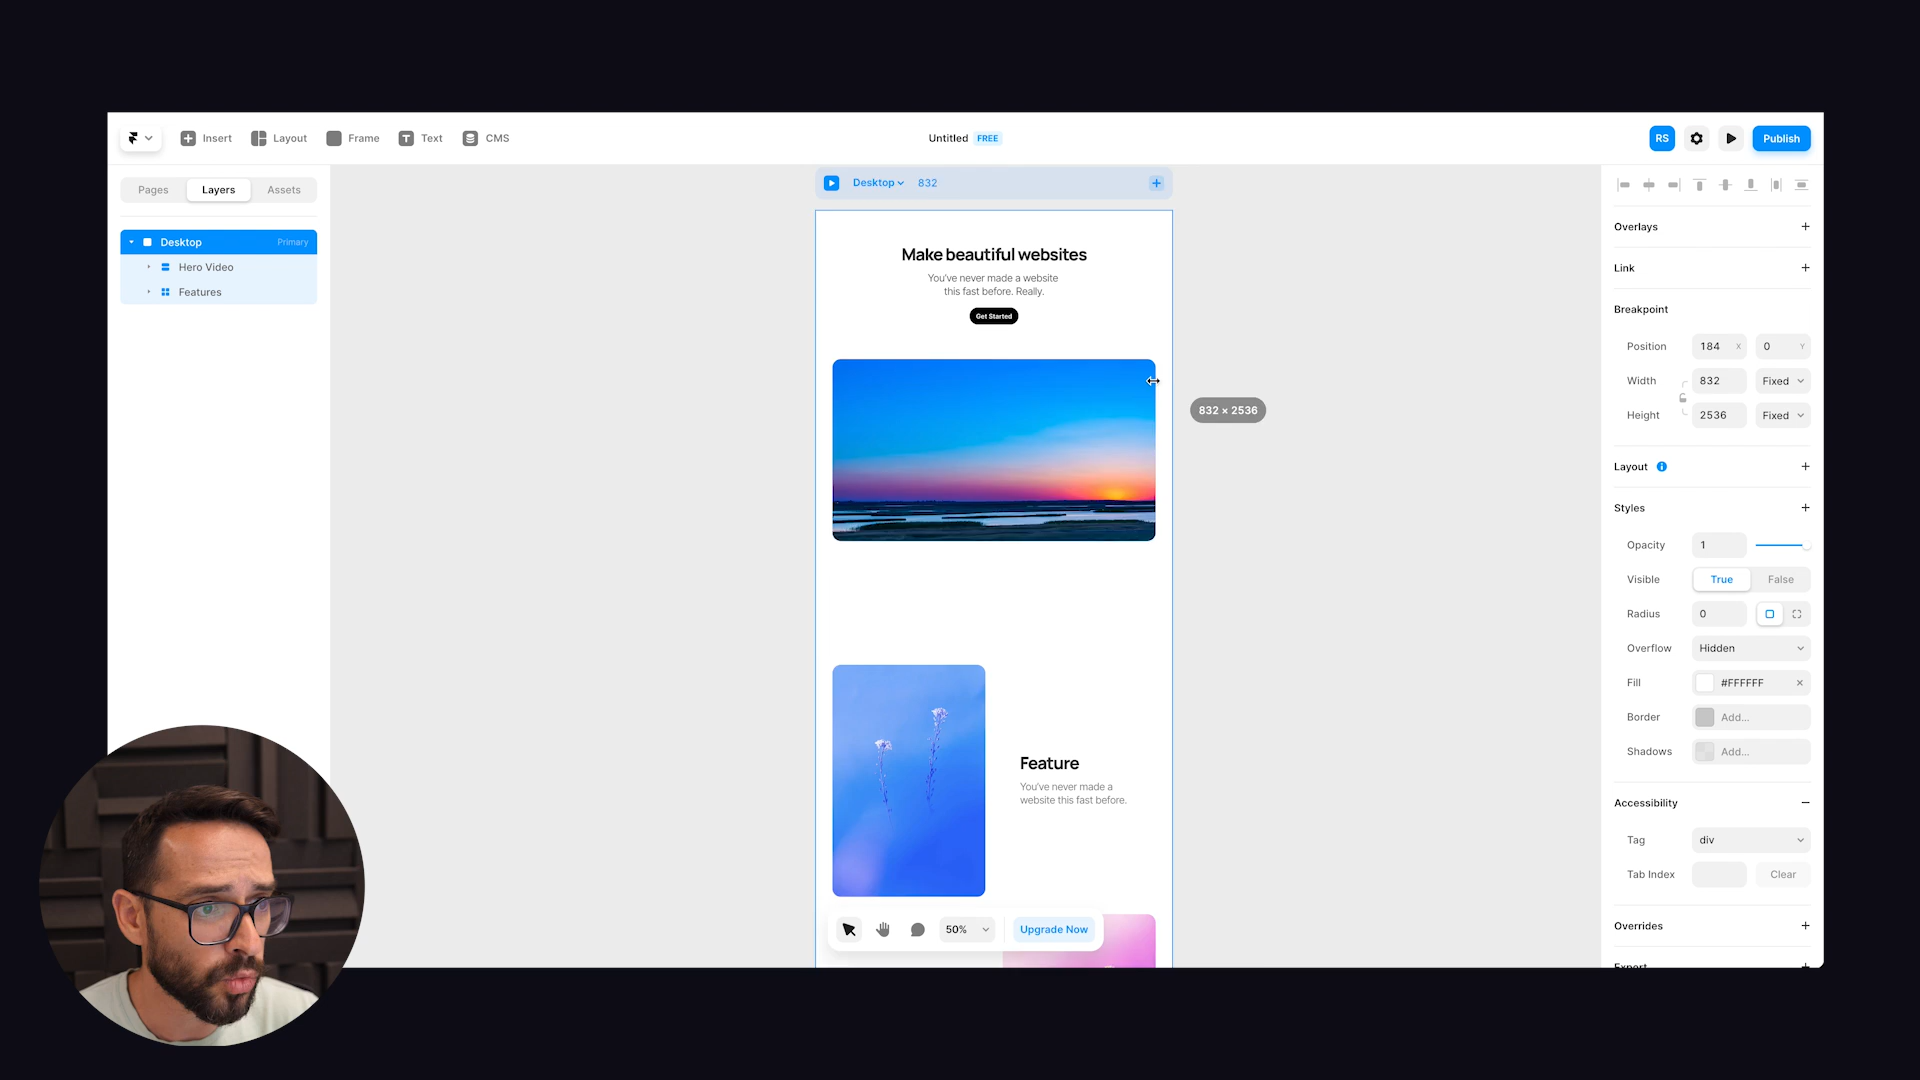 Insert
Layout
Frame
Text
CMS
Untitled FREE
RS
Publish
Pages
Layers
Assets
Desktop
Primary
Hero Video
Features
Desktop
832
Make beautiful websites
You've never made a website
this fast before. Really.
Get Started
832 × 2536
Feature
You've never made a
website this fast before.
50%
Upgrade Now
Overlays
Link
Breakpoint
Position 184 X 0 Y
Width 832 Fixed
Height 2536 Fixed
Layout
Styles
Opacity 1
Visible True False
Radius 0
Overflow Hidden
Fill #FFFFFF
Border Add...
Shadows Add...
Accessibility
Tag div
Tab Index Clear
Overrides
Export